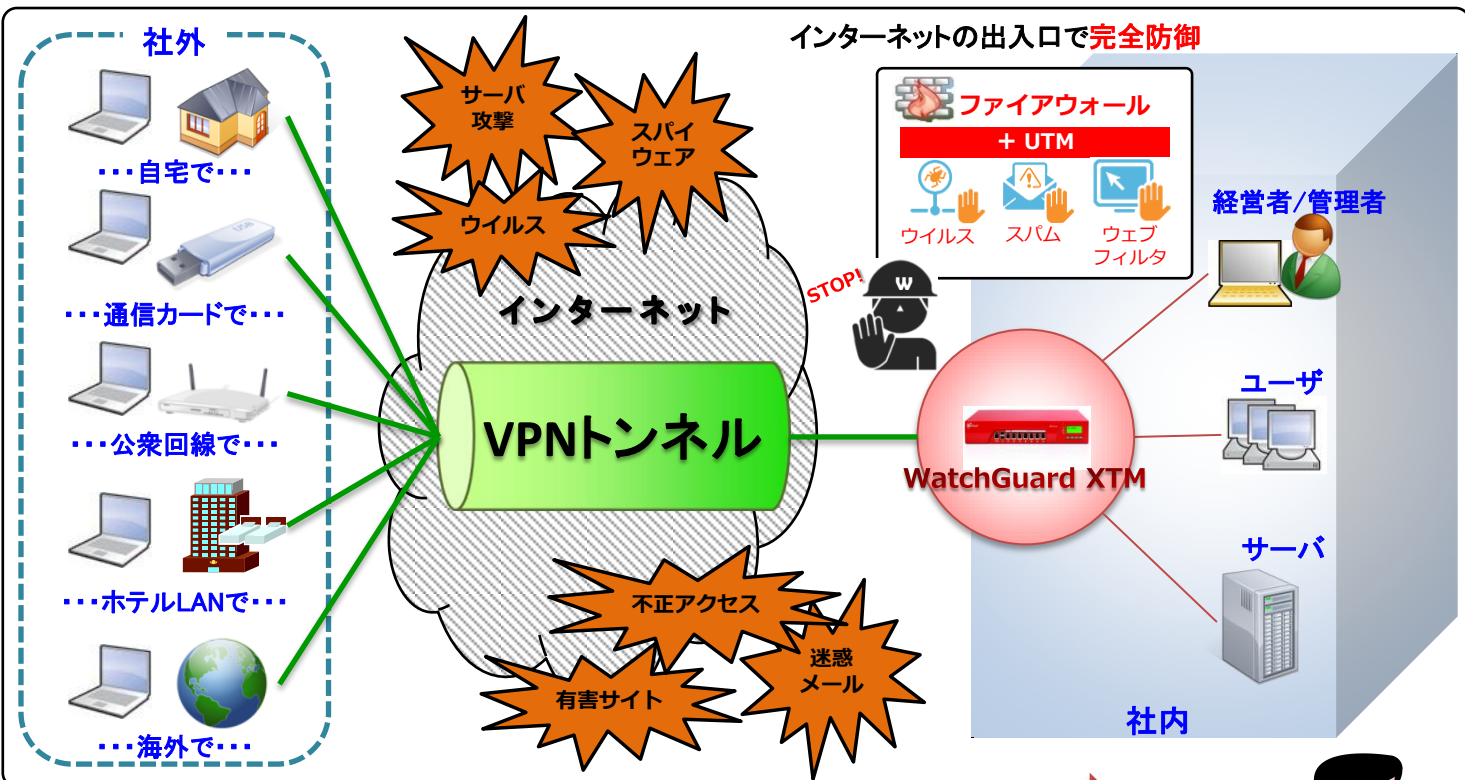 社外
・・・自宅で・・・
USB
・・・通信カードで・・・
・・・公衆回線で・・・
・・・ホテルLANで・・・
・・・海外で・・・
サーバ
攻撃
スパイ
ウェア
ウイルス
インターネット
VPNトンネル
不正アクセス
迷惑
メール
有害サイト
インターネットの出入口で完全防御
ファイアウォール
+ UTM
ウイルス
スパム
ウェブ
フィルタ
STOP!
W
WatchGuard XTM
経営者/管理者
ユーザ
サーバ
社内